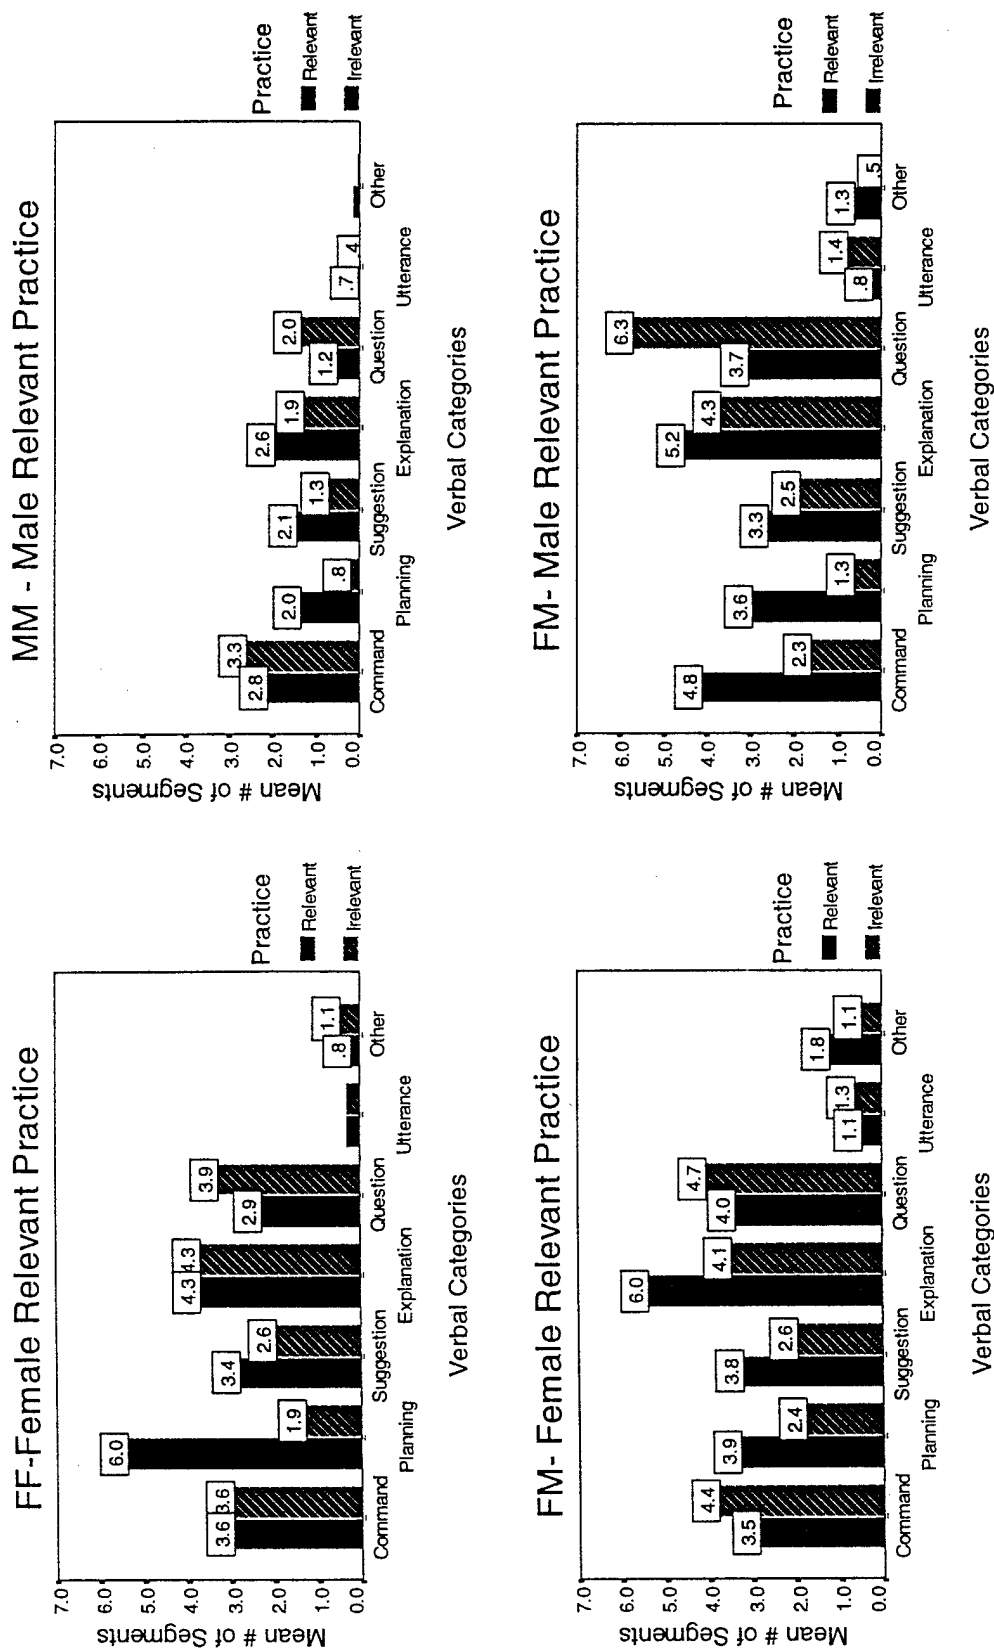 FF-Female Relevant Practice
Mean # of Segments
7.0
6.0
5.0
4.0
3.0
2.0
1.0
0.0
3.6
3.6
6.0
1.9
3.4
2.6
4.3
4.3
2.9
3.9
.8
1.1
Command
Planning
Suggestion
Explanation
Question
Utterance
Other
Verbal Categories
Practice
Relevant
Irelevant
MM - Male Relevant Practice
Mean # of Segments
7.0
6.0
5.0
4.0
3.0
2.0
1.0
0.0
2.8
3.3
2.0
.8
2.1
1.3
2.6
1.9
1.2
2.0
.7
.4
Command
Planning
Suggestion
Explanation
Question
Utterance
Other
Verbal Categories
Practice
Relevant
Irelevant
FM- Female Relevant Practice
Mean # of Segments
7.0
6.0
5.0
4.0
3.0
2.0
1.0
0.0
3.5
4.4
3.9
2.4
3.8
2.6
6.0
4.1
4.0
4.7
1.1
1.3
1.8
1.1
Command
Planning
Suggestion
Explanation
Question
Utterance
Other
Verbal Categories
Practice
Relevant
Irelevant
FM- Male Relevant Practice
Mean # of Segments
7.0
6.0
5.0
4.0
3.0
2.0
1.0
0.0
4.8
2.3
3.6
1.3
3.3
2.5
5.2
4.3
3.7
6.3
.8
1.4
1.3
.5
Command
Planning
Suggestion
Explanation
Question
Utterance
Other
Verbal Categories
Practice
Relevant
Irrelevant